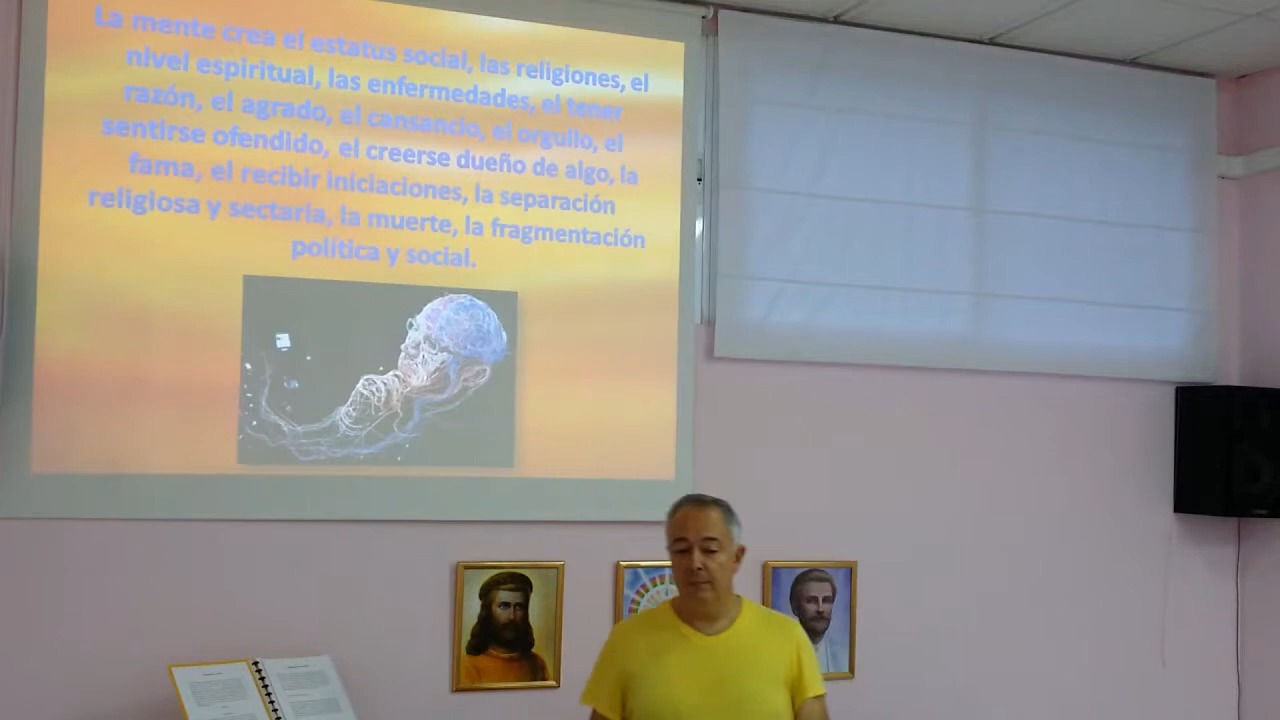 La mente crea el estatus social, las religiones, el
nivel espiritual, las enfermedades, el tener
razón, el agrado, el cansancio, el orgullo, el
sentirse ofendido, el creerse dueño de algo, la
fama, el recibir iniciaciones, la separación
religiosa y sectaria, la muerte, la fragmentación
política y social.